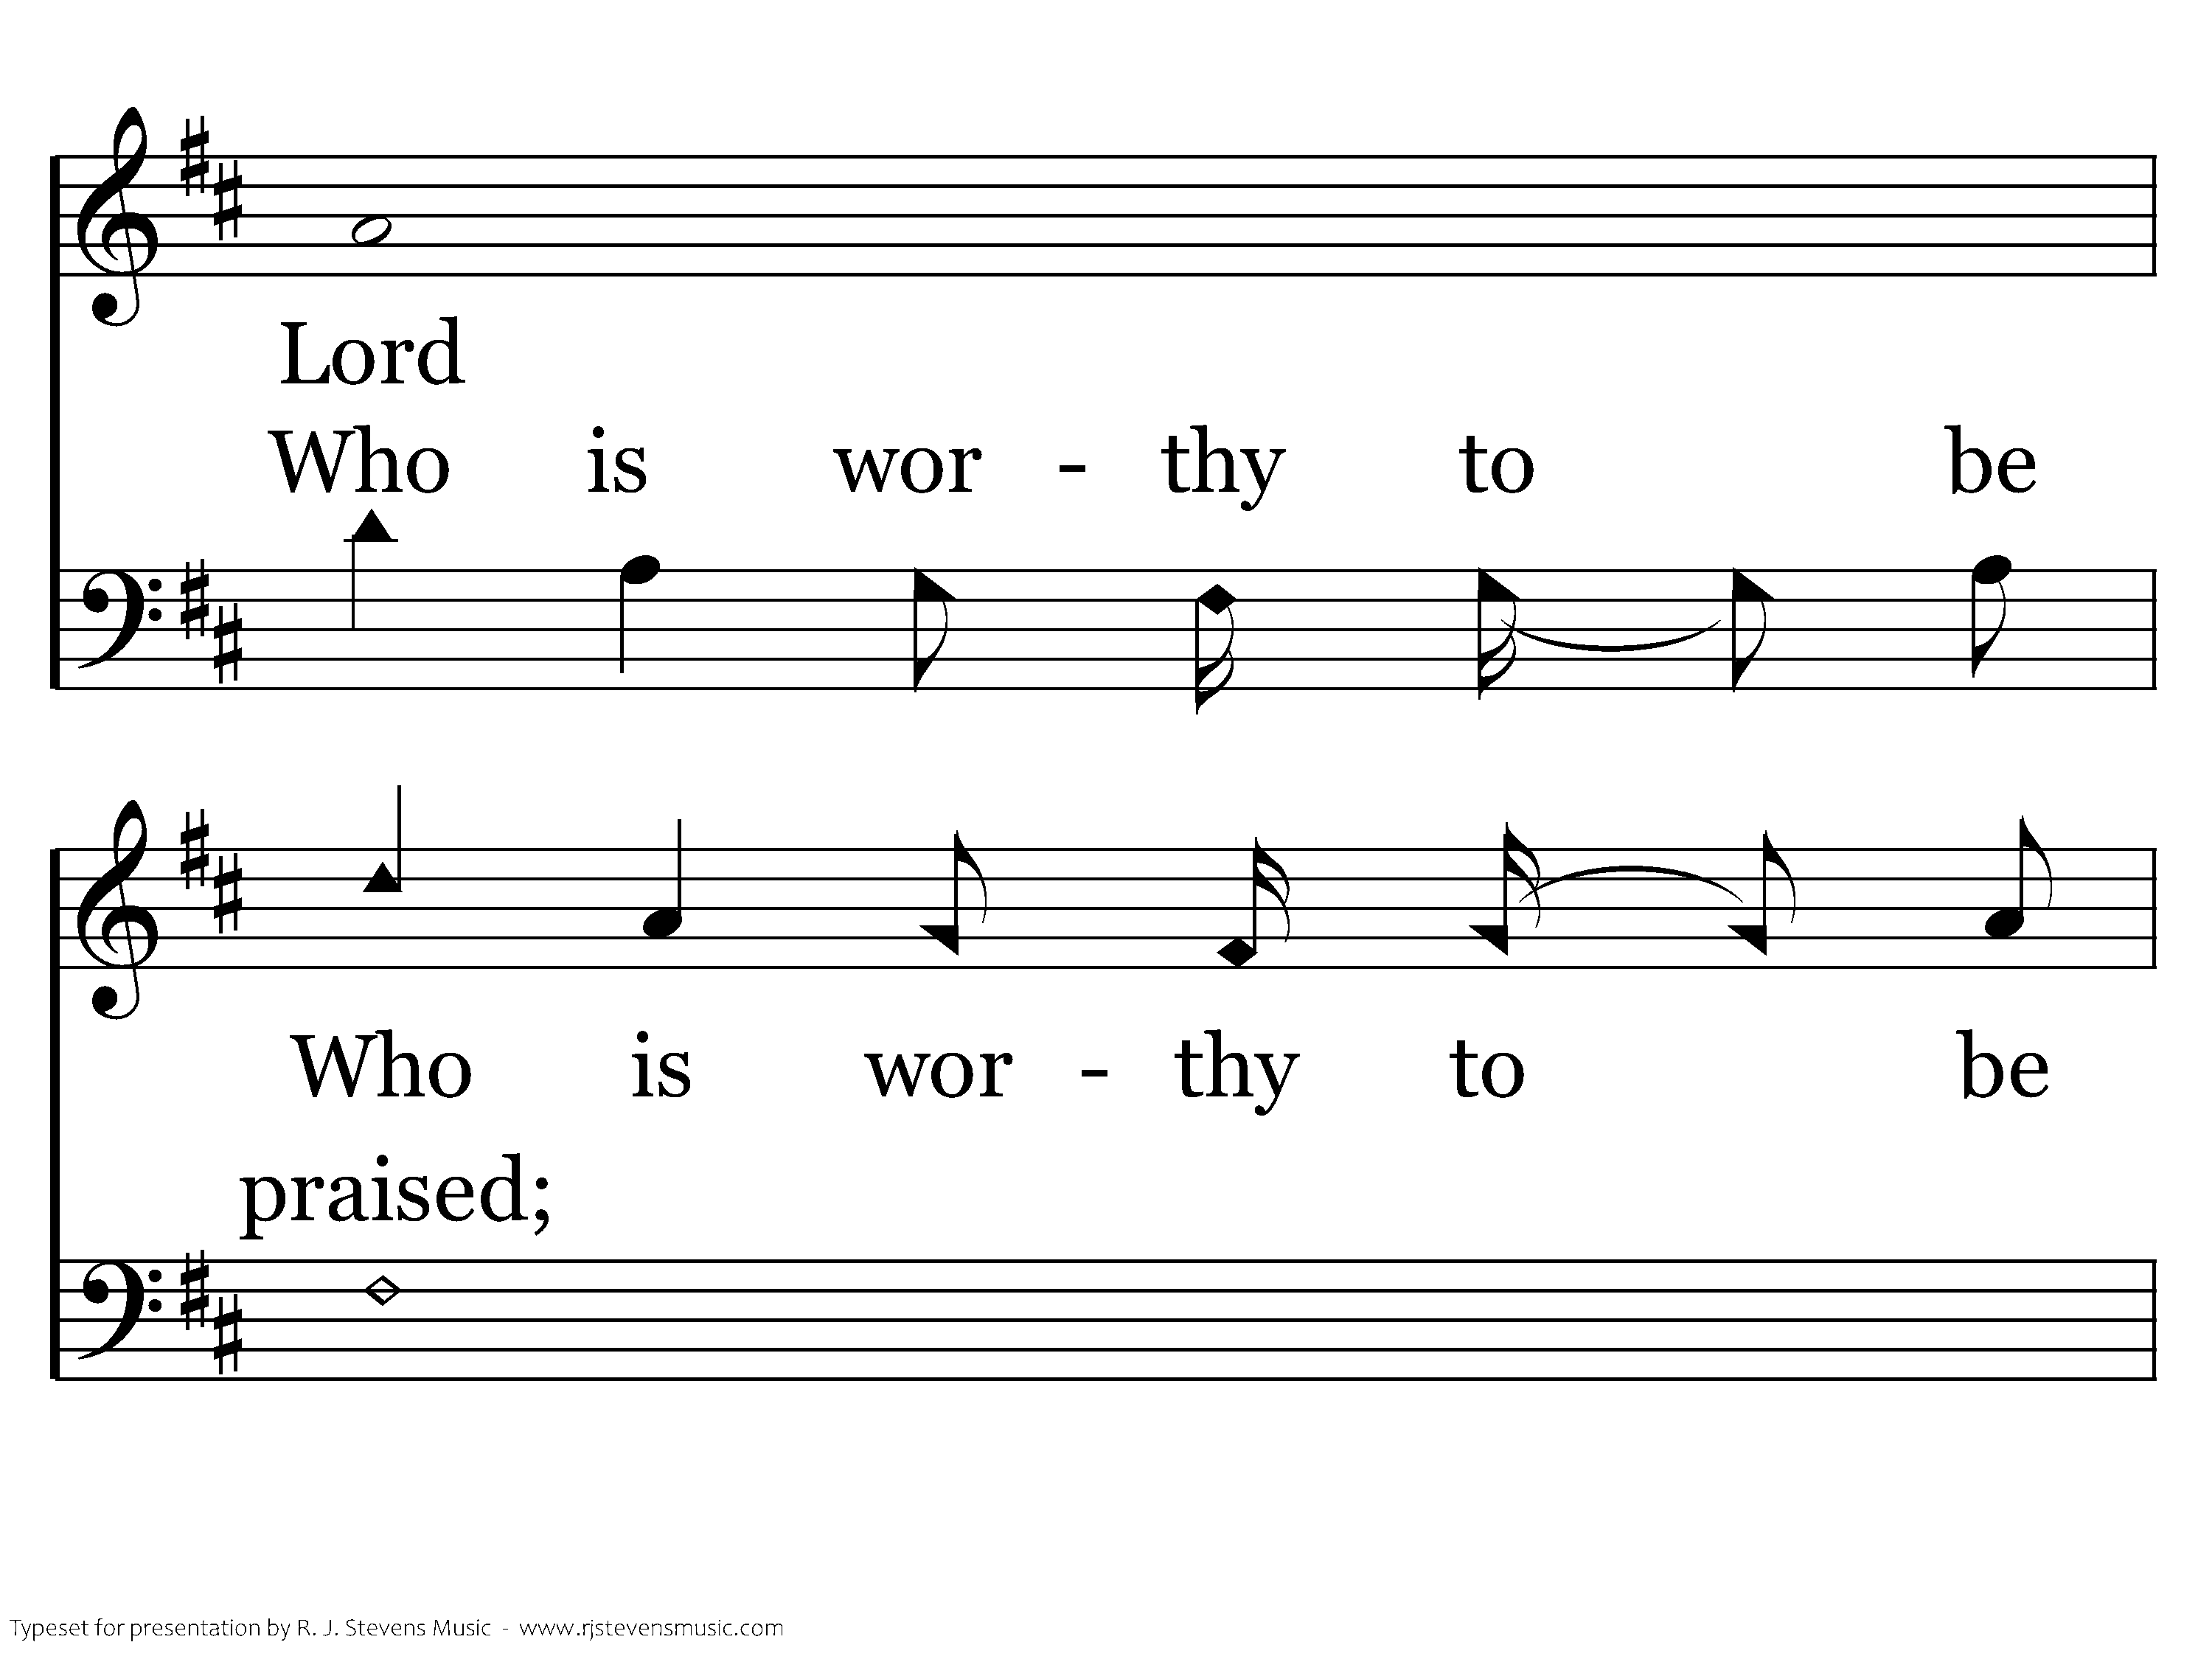 Lord
Who is wor - thy to be
Who is wor - thy to be
praised;
Typeset for presentation by R. J. Stevens Music - www.rjstevensmusic.com